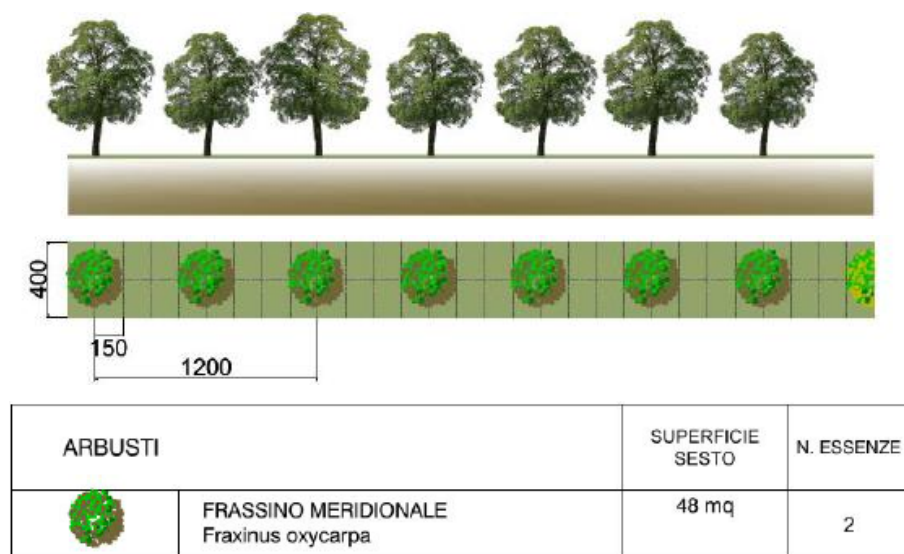 400
150
1200
ARBUSTI
SUPERFICIE
SESTO
N. ESSENZE
FRASSINO MERIDIONALE
Fraxinus oxycarpa
48 mq
2